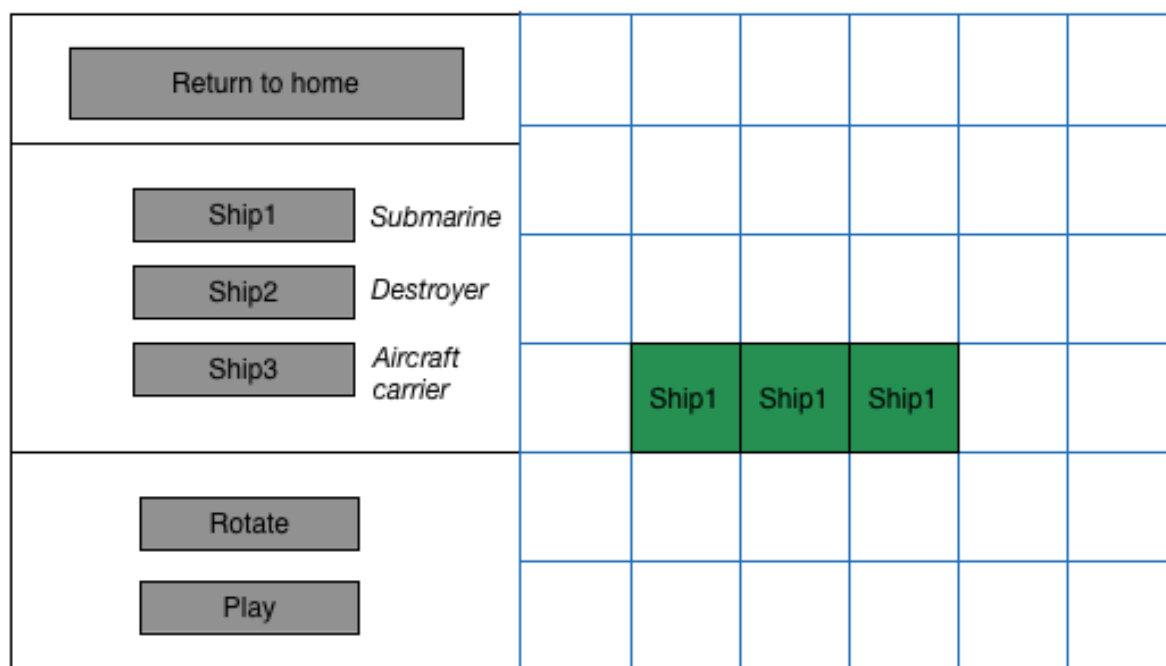 Return to home
Ship1
Submarine
Ship2
Destroyer
Ship3
Aircraft
carrier
Ship1
Ship1
Ship1
Rotate
Play